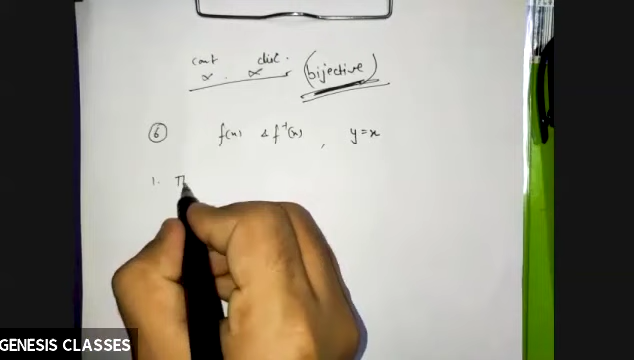 cont disc.
∝ . ∝ (bijective)
⑥ f(x) & f⁻¹(x) , y = x
1. T
GENESIS CLASSES